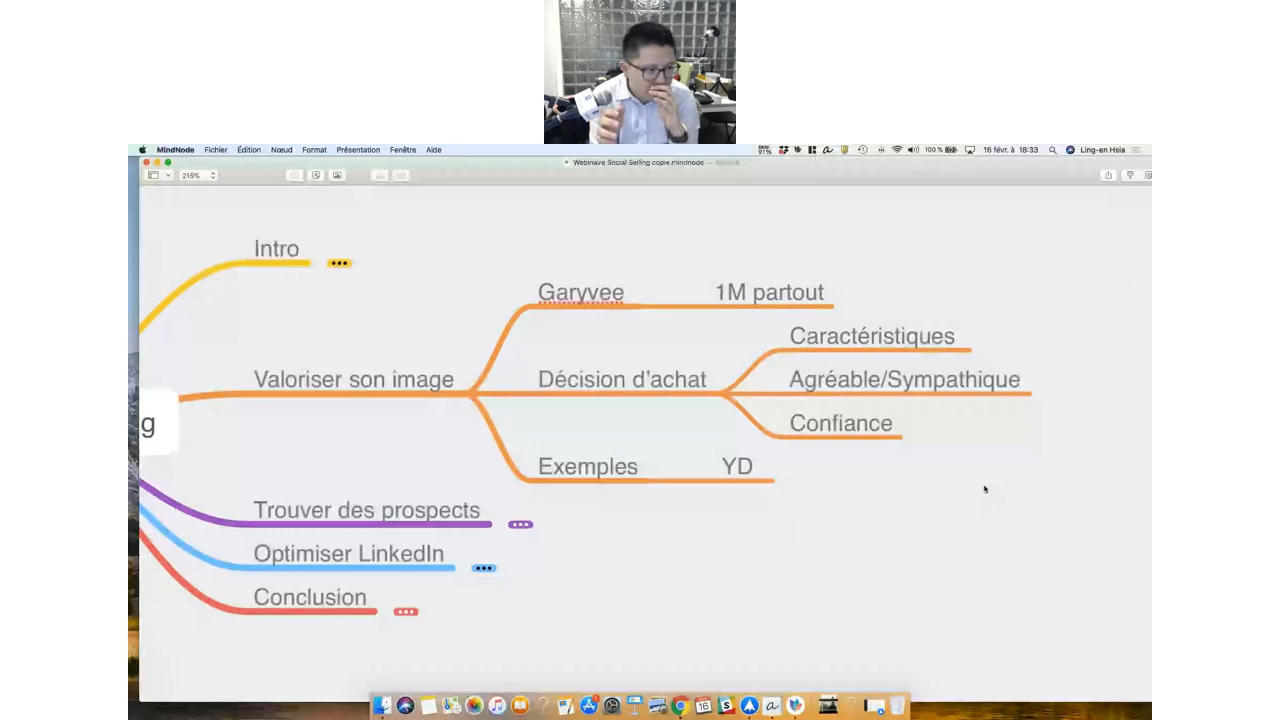 MindNode Fichier Édition Nœud Format Présentation Fenêtre Aide 100 % 16 févr. à 18:33 Ling-en Hsia
Webinaire Social Selling copie.mindnode
215%
Intro
Garyvee 1M partout
Caractéristiques
Valoriser son image Décision d'achat Agréable/Sympathique
g
Confiance
Exemples YD
Trouver des prospects
Optimiser LinkedIn
Conclusion
16